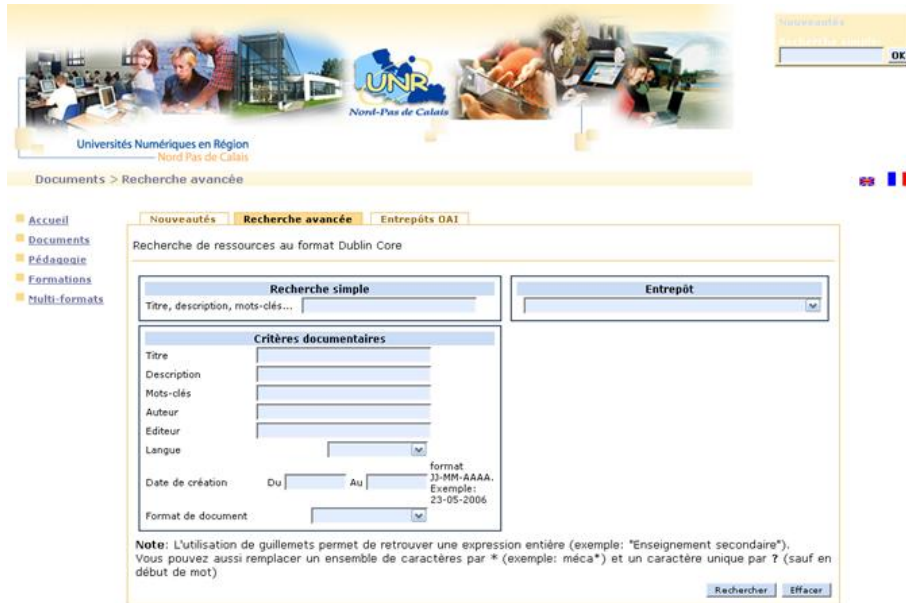 Nouveautés
Recherche simple
OK
UNR
Nord-Pas de Calais
Universités Numériques en Région
Nord Pas de Calais
Documents > Recherche avancée
Accueil
Documents
Pédagogie
Formations
Multi-formats
Nouveautés Recherche avancée Entrepôts OAI
Recherche de ressources au format Dublin Core
Recherche simple
Titre, description, mots-clés...
Entrepôt
Critères documentaires
Titre
Description
Mots-clés
Auteur
Editeur
Langue
Date de création Du Au format JJ-MM-AAAA. Exemple: 23-05-2006
Format de document
Note: L'utilisation de guillemets permet de retrouver une expression entière (exemple: "Enseignement secondaire").
Vous pouvez aussi remplacer un ensemble de caractères par * (exemple: méca*) et un caractère unique par ? (sauf en
début de mot)
Rechercher Effacer